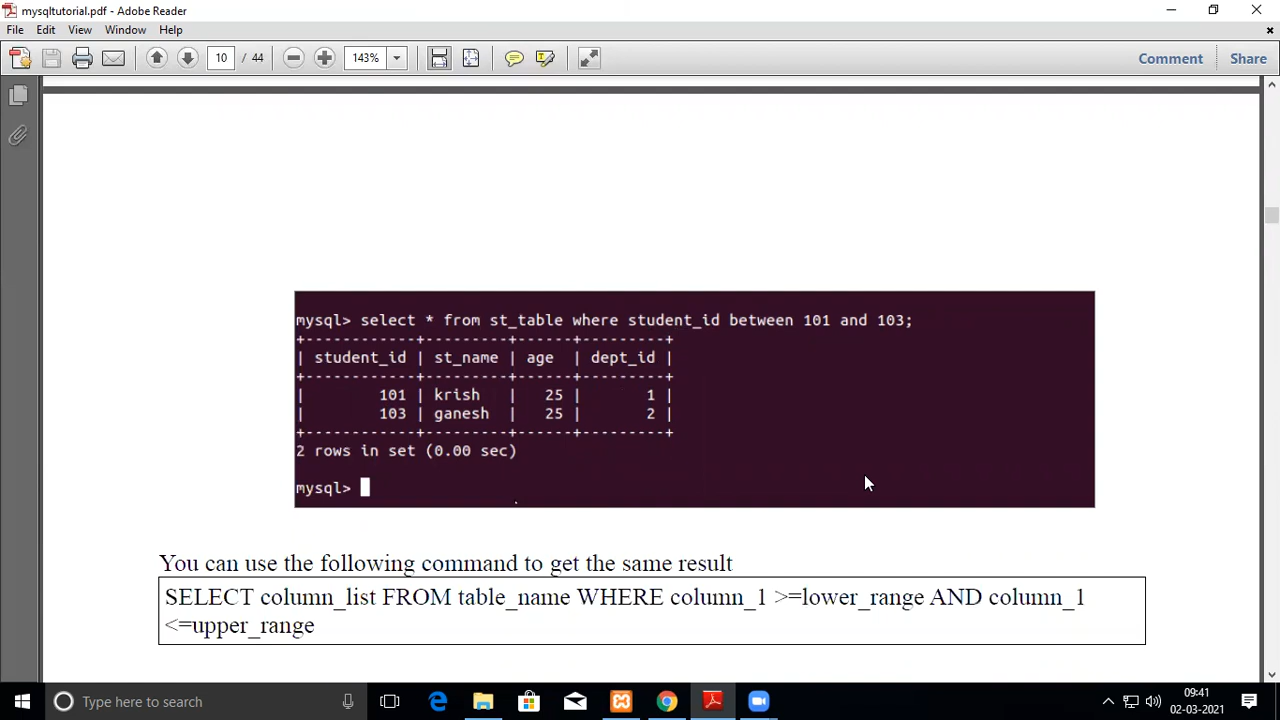 mysqltutorial.pdf - Adobe Reader
File Edit View Window Help
10 / 44 143% Comment Share
mysql> select * from st_table where student_id between 101 and 103;
+------------+---------+------+---------+
| student_id | st_name | age | dept_id |
+------------+---------+------+---------+
| 101 | krish | 25 | 1 |
| 103 | ganesh | 25 | 2 |
+------------+---------+------+---------+
2 rows in set (0.00 sec)
mysql>
You can use the following command to get the same result
SELECT column_list FROM table_name WHERE column_1 >=lower_range AND column_1
<=upper_range
Type here to search
09:41
02-03-2021